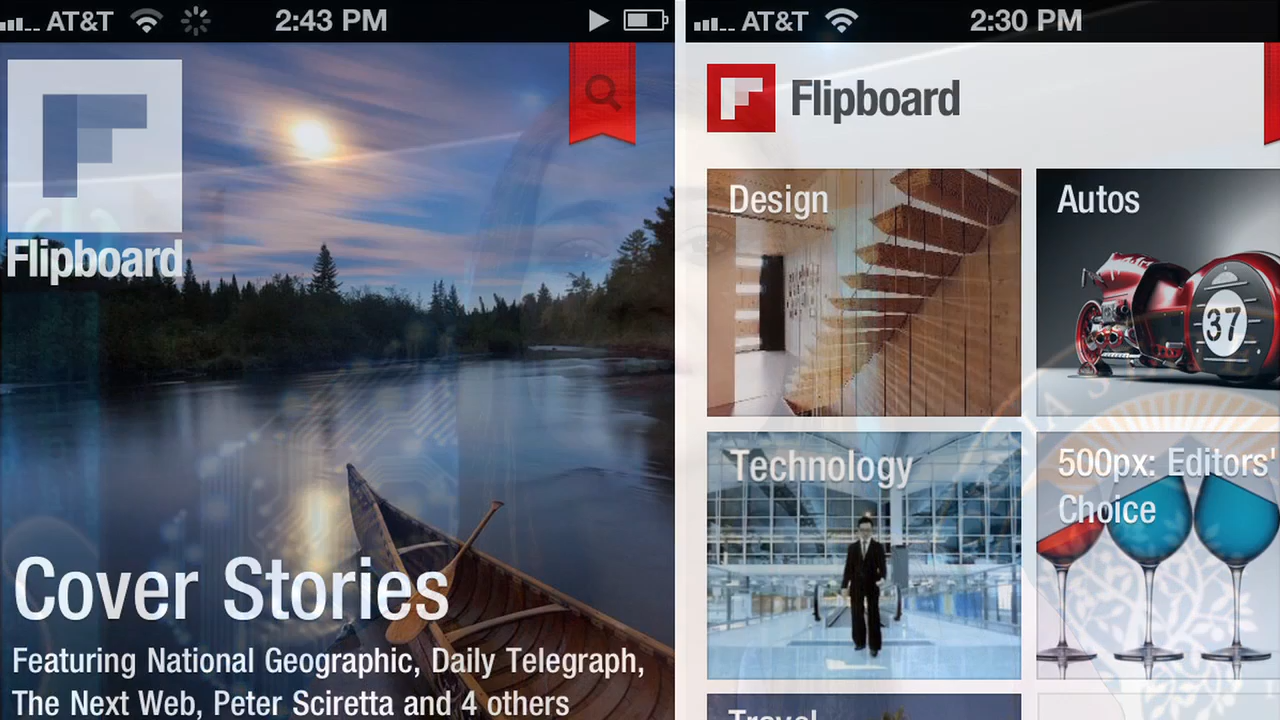 AT&T
2:43 PM
Flipboard
Cover Stories
Featuring National Geographic, Daily Telegraph,
The Next Web, Peter Sciretta and 4 others
AT&T
2:30 PM
Flipboard
Design
Autos
37
Technology
500px: Editors'
Choice
Travel